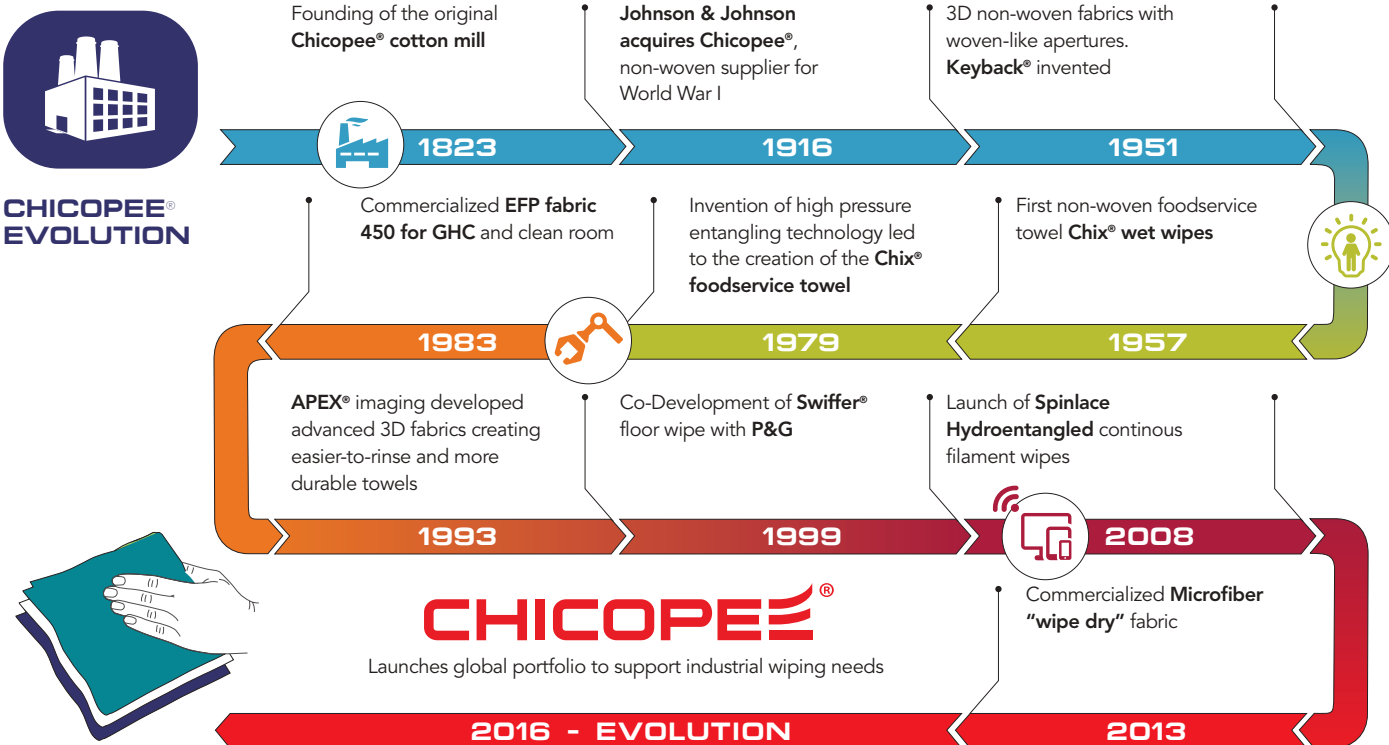 Founding of the original
Chicopee® cotton mill
Johnson & Johnson
acquires Chicopee®,
non-woven supplier for
World War I
3D non-woven fabrics with
woven-like apertures.
Keyback® invented
1823
1916
1951
CHICOPEE®
EVOLUTION
Commercialized EFP fabric
450 for GHC and clean room
Invention of high pressure
entangling technology led
to the creation of the Chix®
foodservice towel
First non-woven foodservice
towel Chix® wet wipes
1983
1979
1957
APEX® imaging developed
advanced 3D fabrics creating
easier-to-rinse and more
durable towels
Co-Development of Swiffer®
floor wipe with P&G
Launch of Spinlace
Hydroentangled continous
filament wipes
1993
1999
2008
CHICOPEE®
Launches global portfolio to support industrial wiping needs
Commercialized Microfiber
“wipe dry” fabric
2016 - EVOLUTION
2013